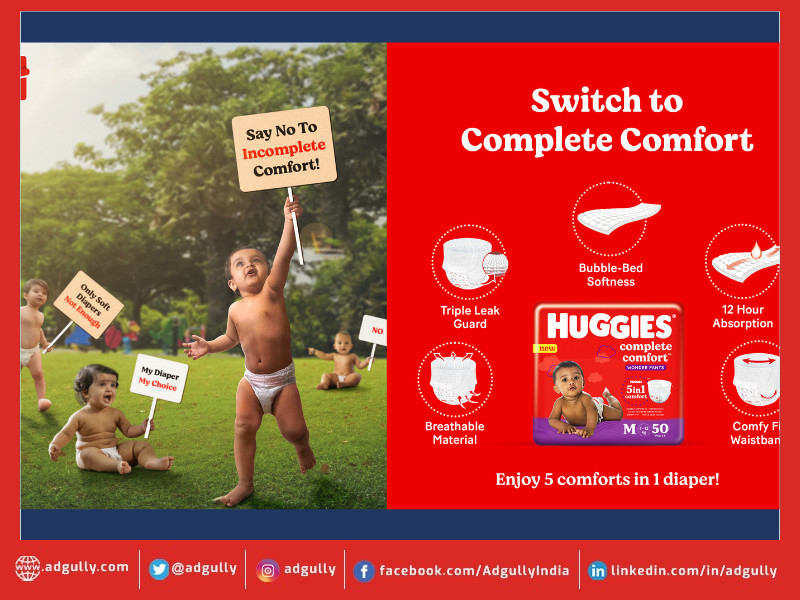 Say No To
Incomplete
Comfort!
Only Soft
Diapers
Not Enough
My Diaper
My Choice
NO
Switch to
Complete Comfort
Bubble-Bed
Softness
Triple Leak
Guard
12 Hour
Absorption
Breathable
Material
Comfy F
Waistban
HUGGIES®
new
complete
comfort™
WONDER PANTS
5in1
comfort
M
50
PANTS
Enjoy 5 comforts in 1 diaper!
www.adgully.com
@adgully
adgully
facebook.com/AdgullyIndia
linkedin.com/in/adgully